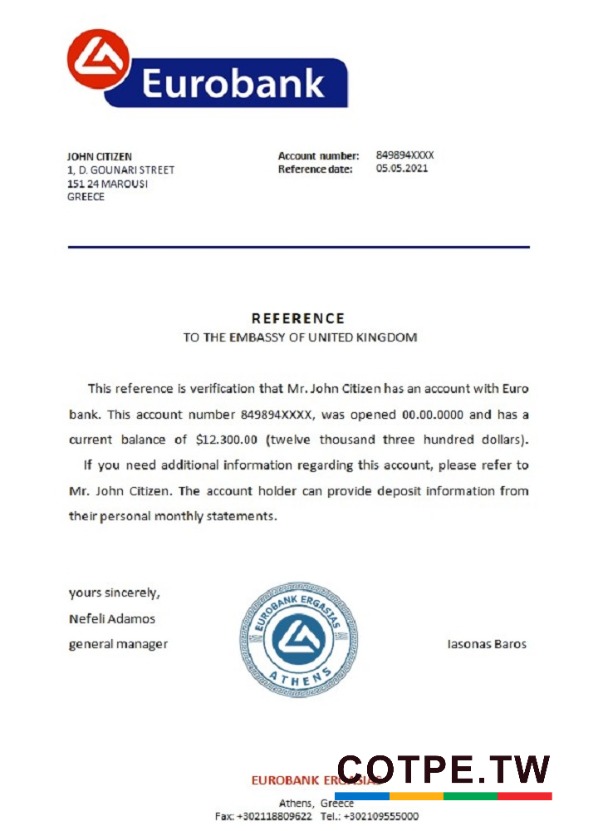 Eurobank
JOHN CITIZEN
1, D. GOUNARI STREET
151 24 MAROUSI
GREECE
Account number: 849894XXXX
Reference date: 05.05.2021
REFERENCE
TO THE EMBASSY OF UNITED KINGDOM
This reference is verification that Mr. John Citizen has an account with Euro
bank. This account number 849894XXXX, was opened 00.00.0000 and has a
current balance of $12.300.00 (twelve thousand three hundred dollars).
If you need additional information regarding this account, please refer to
Mr. John Citizen. The account holder can provide deposit information from
their personal monthly statements.
yours sincerely,
Nefeli Adamos
general manager
EUROBANK ERGASIAS
ATHENS
Iasonas Baros
EUROBANK ERGASIAS
COTPE.TW
Athens, Greece
Fax: +302118809622 Tel.: +302109555000